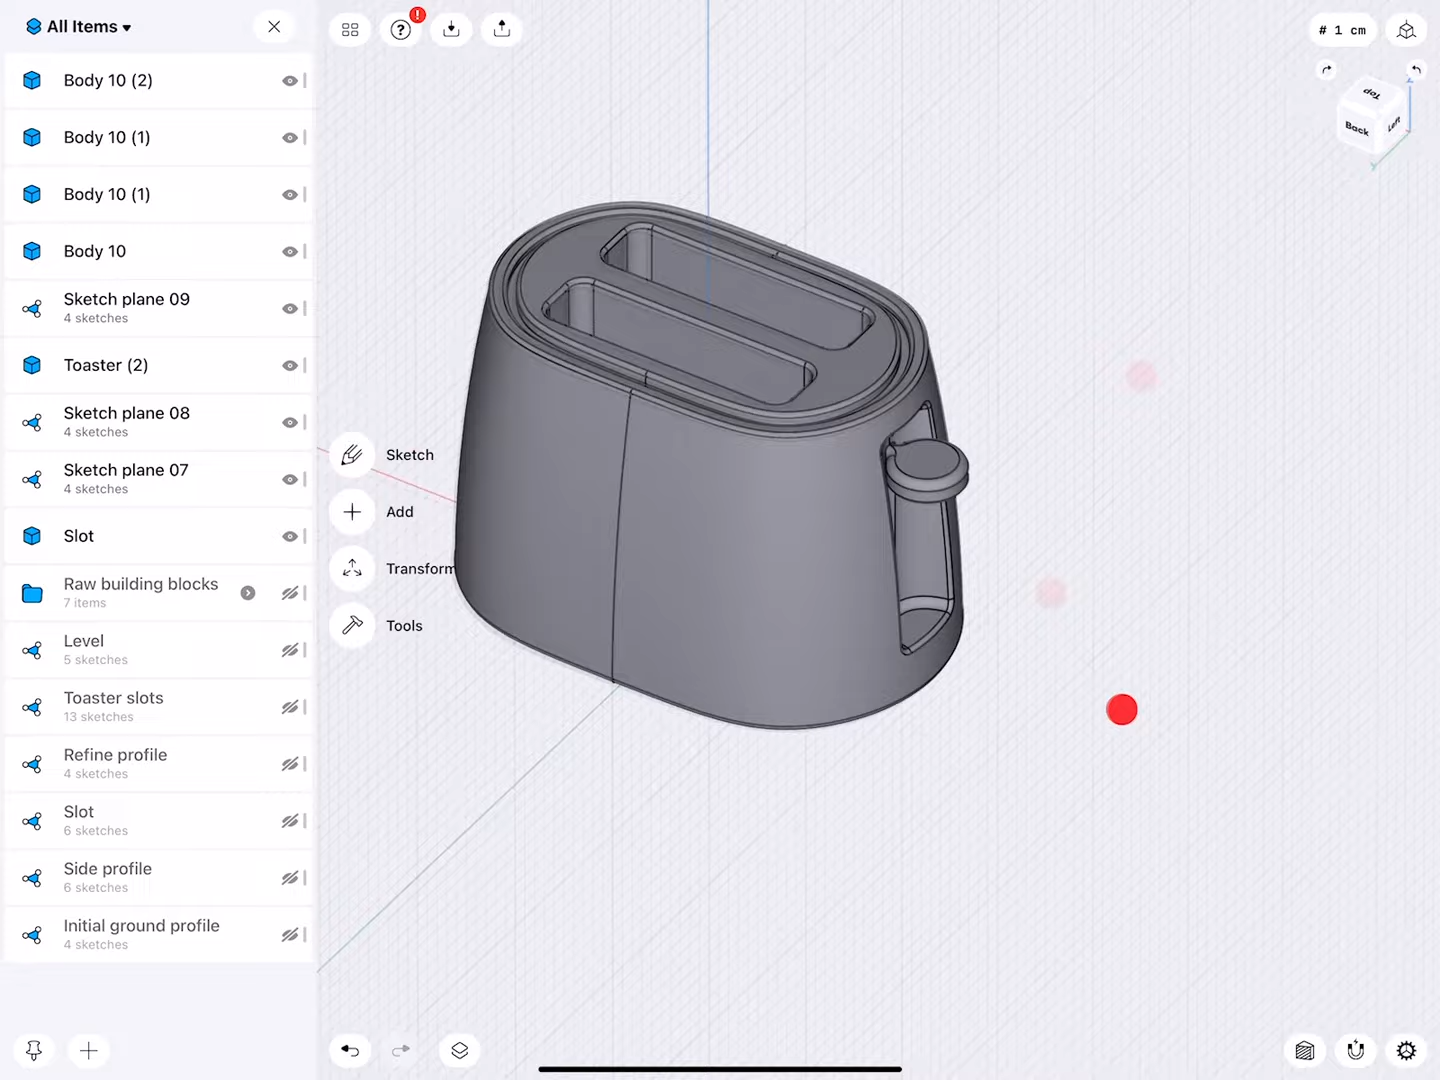 All Items
!
# 1 cm
Body 10 (2)
Top
Back
Left
Z
Y
Body 10 (1)
Body 10 (1)
Body 10
Sketch plane 09
4 sketches
Toaster (2)
Sketch plane 08
4 sketches
Sketch plane 07
4 sketches
Slot
Raw building blocks
7 items
Level
5 sketches
Toaster slots
13 sketches
Refine profile
4 sketches
Slot
6 sketches
Side profile
6 sketches
Initial ground profile
4 sketches
Sketch
Add
Transform
Tools